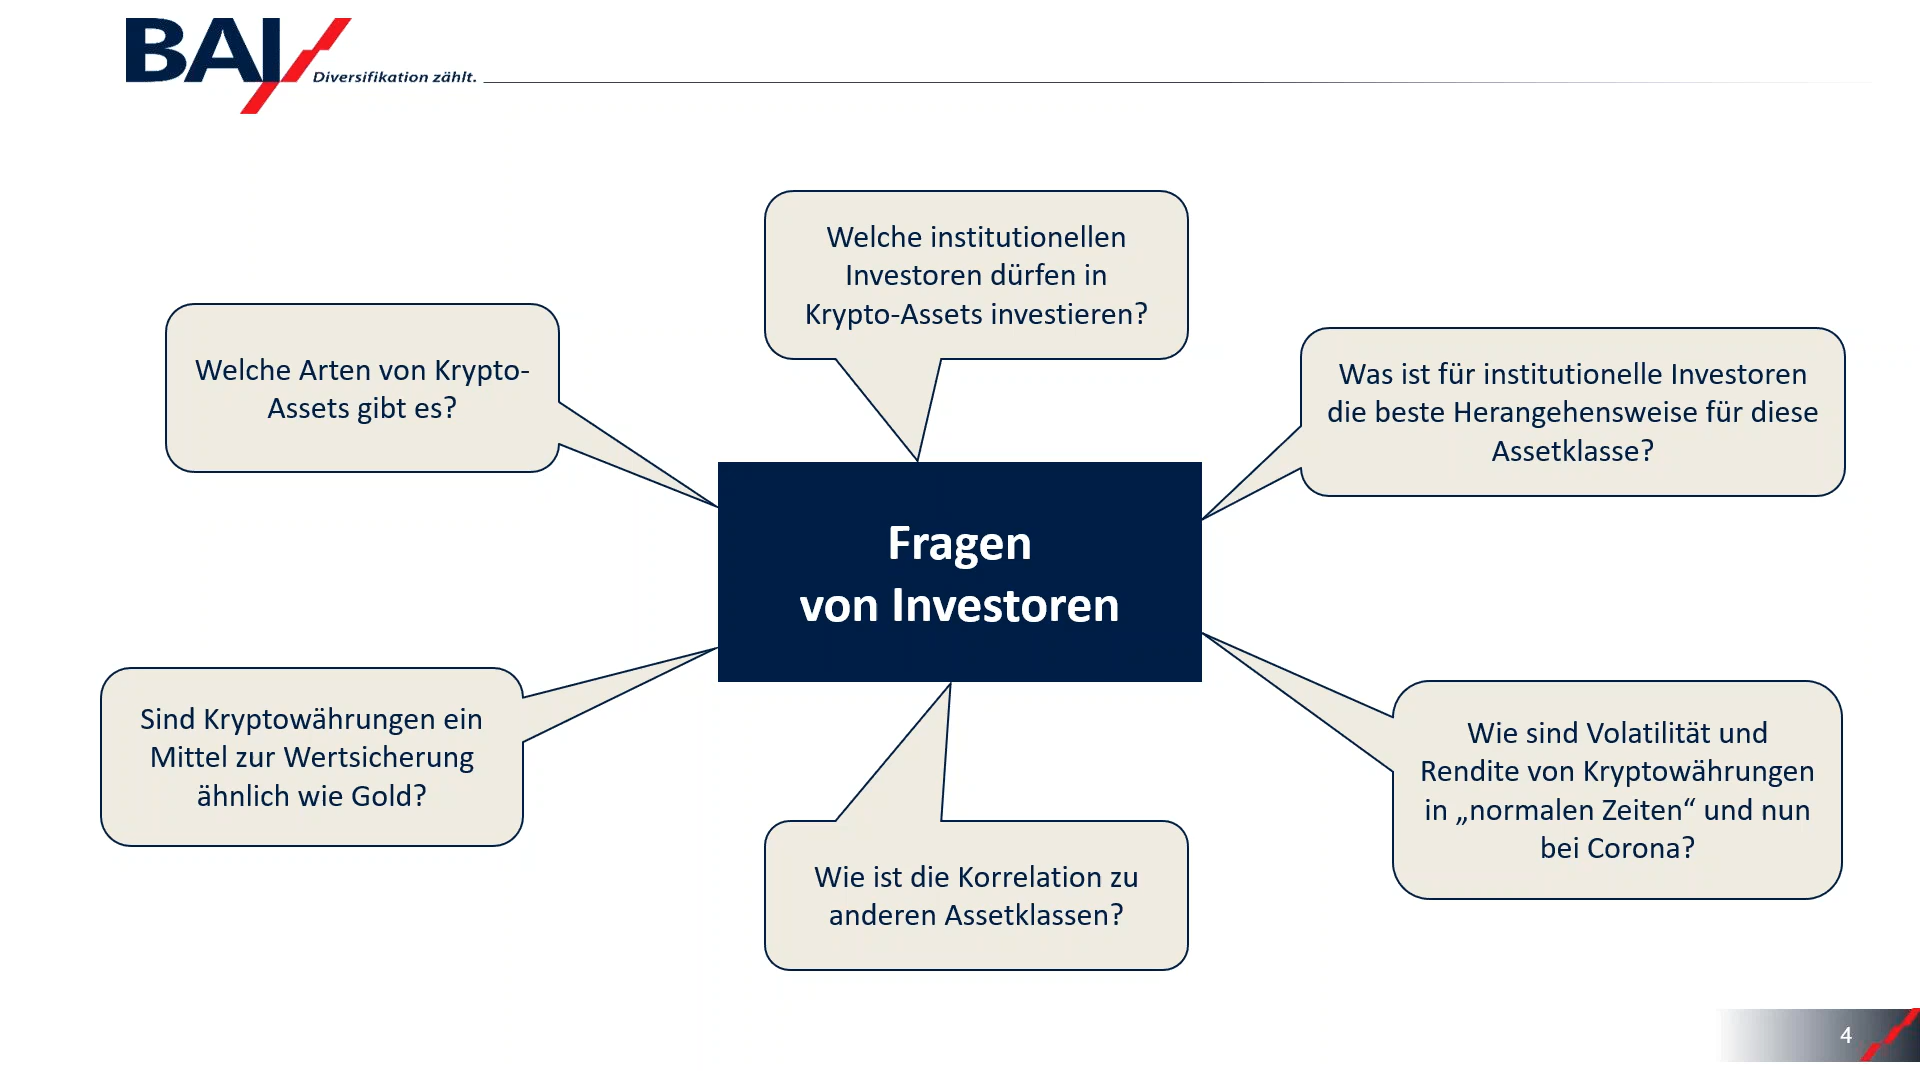 BAI
Diversifikation zählt.
Welche institutionellen
Investoren dürfen in
Krypto-Assets investieren?
Welche Arten von Krypto-
Assets gibt es?
Was ist für institutionelle Investoren
die beste Herangehensweise für diese
Assetklasse?
Fragen
von Investoren
Sind Kryptowährungen ein
Mittel zur Wertsicherung
ähnlich wie Gold?
Wie sind Volatilität und
Rendite von Kryptowährungen
in „normalen Zeiten“ und nun
bei Corona?
Wie ist die Korrelation zu
anderen Assetklassen?
4